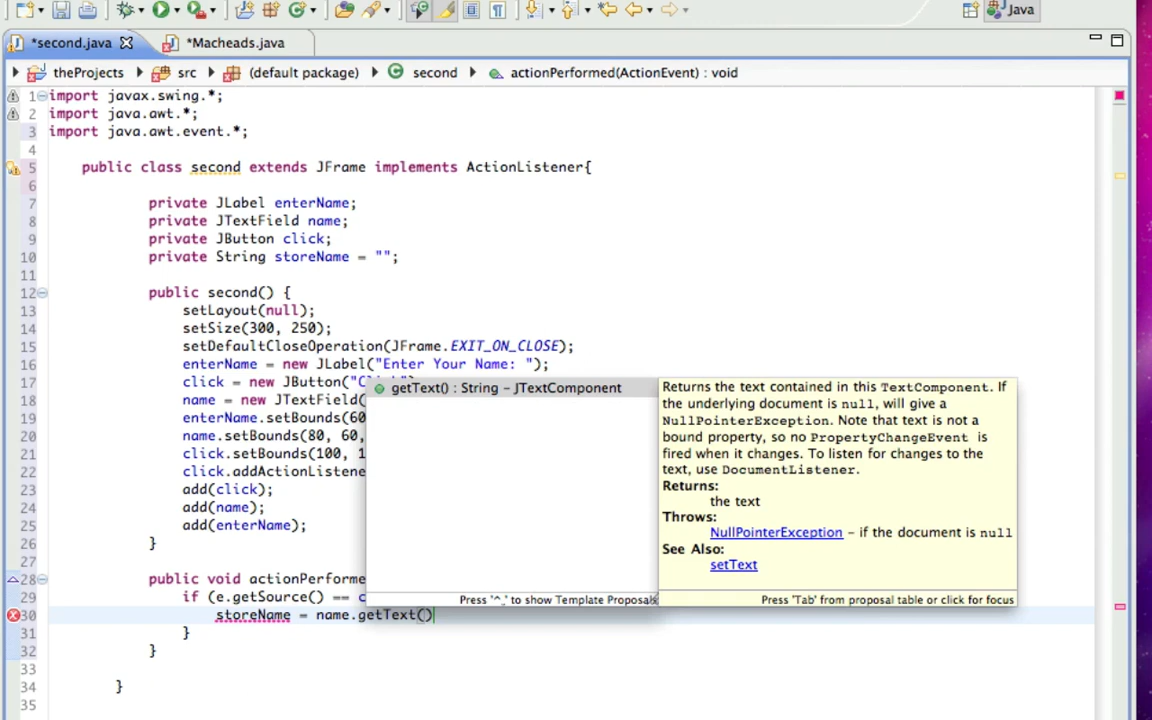 Java
*second.java
*Macheads.java
theProjects src (default package) second actionPerformed(ActionEvent) : void
1 import javax.swing.*;
2 import java.awt.*;
3 import java.awt.event.*;
4
5 public class second extends JFrame implements ActionListener{
6
7 private JLabel enterName;
8 private JTextField name;
9 private JButton click;
10 private String storeName = "";
11
12 public second() {
13 setLayout(null);
14 setSize(300, 250);
15 setDefaultCloseOperation(JFrame.EXIT_ON_CLOSE);
16 enterName = new JLabel("Enter Your Name: ");
17 click = new JButton("
18 name = new JTextField(
19 enterName.setBounds(60
20 name.setBounds(80, 60,
21 click.setBounds(100, 1
22 click.addActionListene
23 add(click);
24 add(name);
25 add(enterName);
26 }
27
28 public void actionPerforme
29 if (e.getSource() == c
30 storeName = name.getText()
31 }
32 }
33
34 }
35
getText() : String - JTextComponent
Press '^ ' to show Template Proposals
Returns the text contained in this TextComponent. If
the underlying document is null, will give a
NullPointerException. Note that text is not a
bound property, so no PropertyChangeEvent is
fired when it changes. To listen for changes to the
text, use DocumentListener.
Returns:
the text
Throws:
NullPointerException - if the document is null
See Also:
setText
Press 'Tab' from proposal table or click for focus